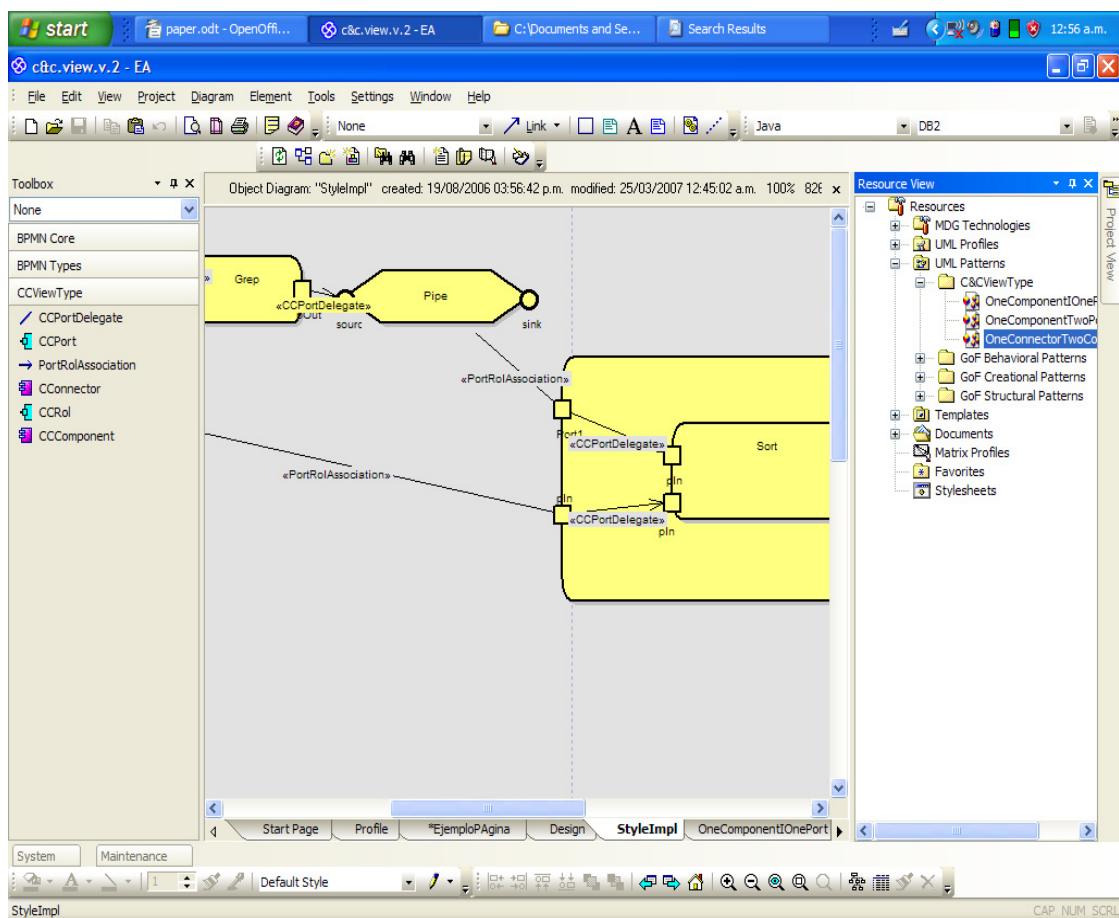 start
paper.odt - OpenOffi...
c&c.view.v.2 - EA
C:\Documents and Se...
Search Results
12:56 a.m.
c&c.view.v.2 - EA
File Edit View Project Diagram Element Tools Settings Window Help
None
Link
A
Java
DB2
Toolbox
None
BPMN Core
BPMN Types
CCViewType
CCPortDelegate
CCPort
PortRolAssociation
CConnector
CCRol
CCComponent
Object Diagram: "StyleImpl" created: 19/08/2006 03:56:42 p.m. modified: 25/03/2007 12:45:02 a.m. 100% 826
»
Grep
«CCPortDelegate»
sourc
Pipe
sink
«PortRolAssociation»
Port1
«CCPortDelegate»
Sort
pIn
«PortRolAssociation»
pIn
«CCPortDelegate»
pIn
Start Page
Profile
*EjemploPAgina
Design
StyleImpl
OneComponentIOnePort
Resource View
Resources
MDG Technologies
UML Profiles
UML Patterns
C&CViewType
OneComponentIOneP
OneComponentTwoPo
OneConnectorTwoCo
GoF Behavioral Patterns
GoF Creational Patterns
GoF Structural Patterns
Templates
Documents
Matrix Profiles
Favorites
Stylesheets
Project View
System
Maintenance
A
1
Default Style
StyleImpl
CAP NUM SCRL